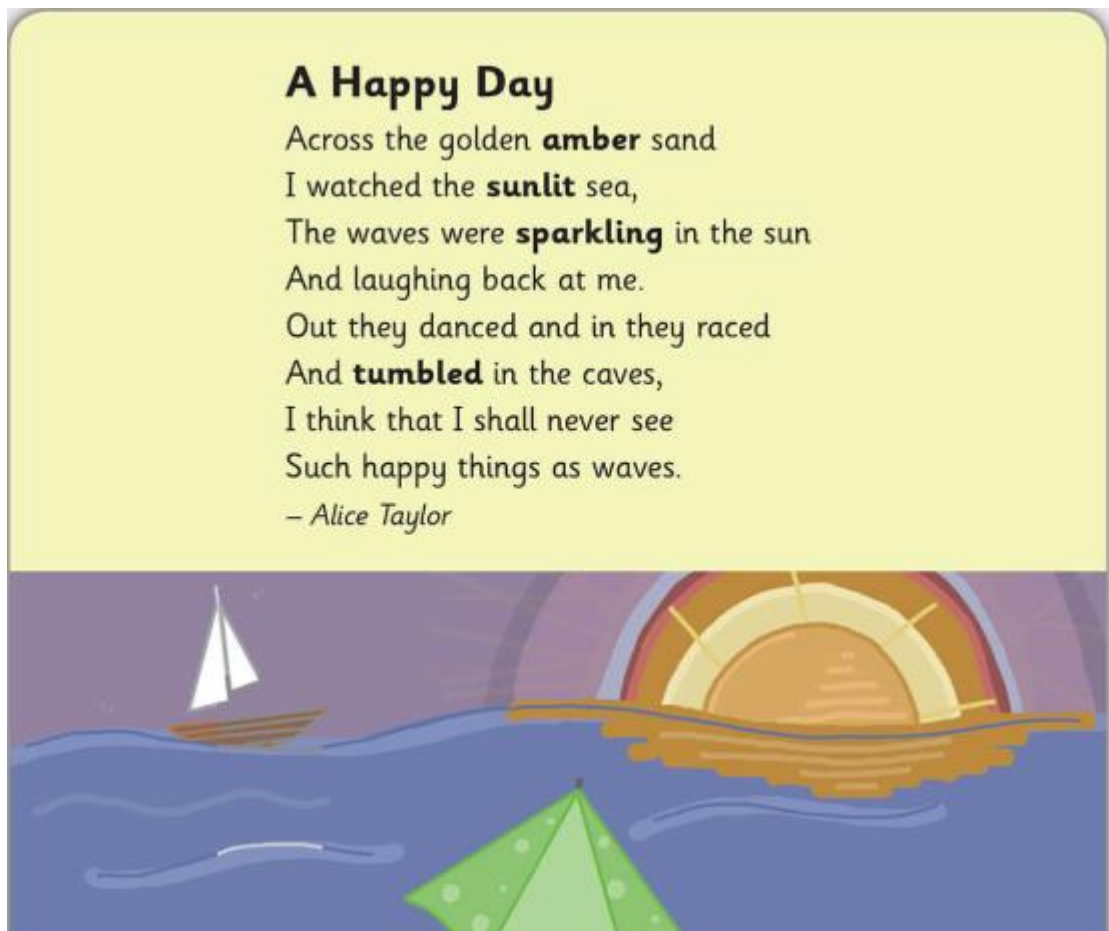 A Happy Day
Across the golden amber sand
I watched the sunlit sea,
The waves were sparkling in the sun
And laughing back at me.
Out they danced and in they raced
And tumbled in the caves,
I think that I shall never see
Such happy things as waves.
– Alice Taylor